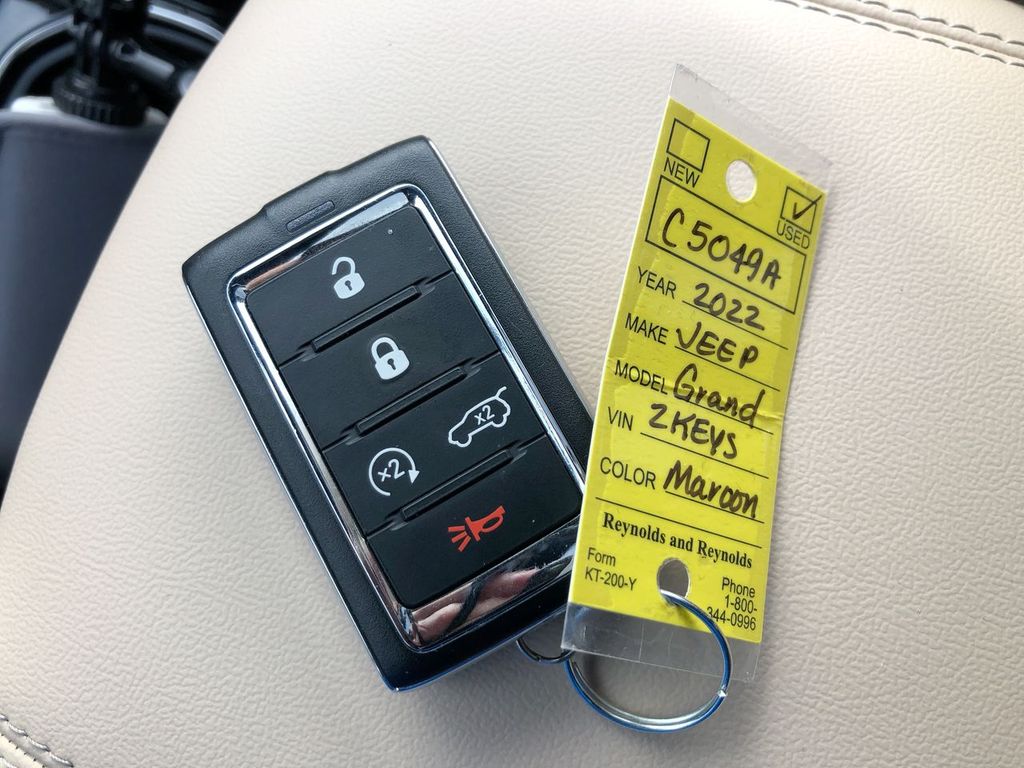 x2
x2
NEW
USED
C5049A
YEAR 2022
MAKE JEEP
MODEL Grand
VIN 2KEYS
COLOR Maroon
Reynolds and Reynolds
Form
KT-200-Y
Phone
1-800-
344-0996